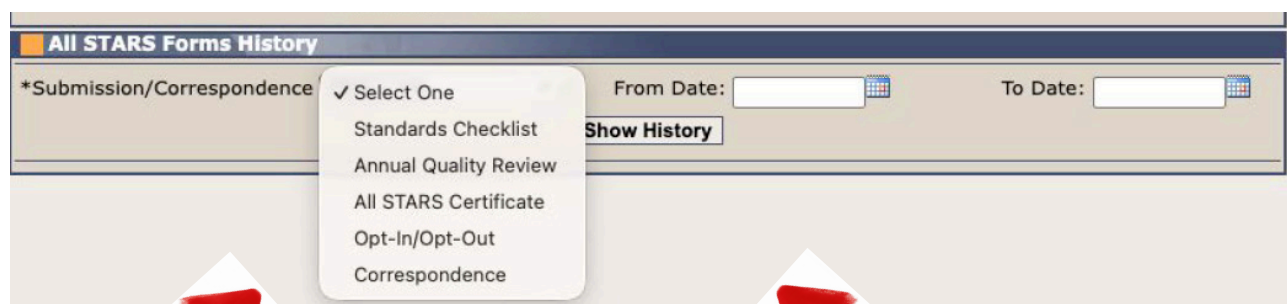 All STARS Forms History
*Submission/Correspondence ✓ Select One From Date: To Date:
Standards Checklist Show History
Annual Quality Review
All STARS Certificate
Opt-In/Opt-Out
Correspondence